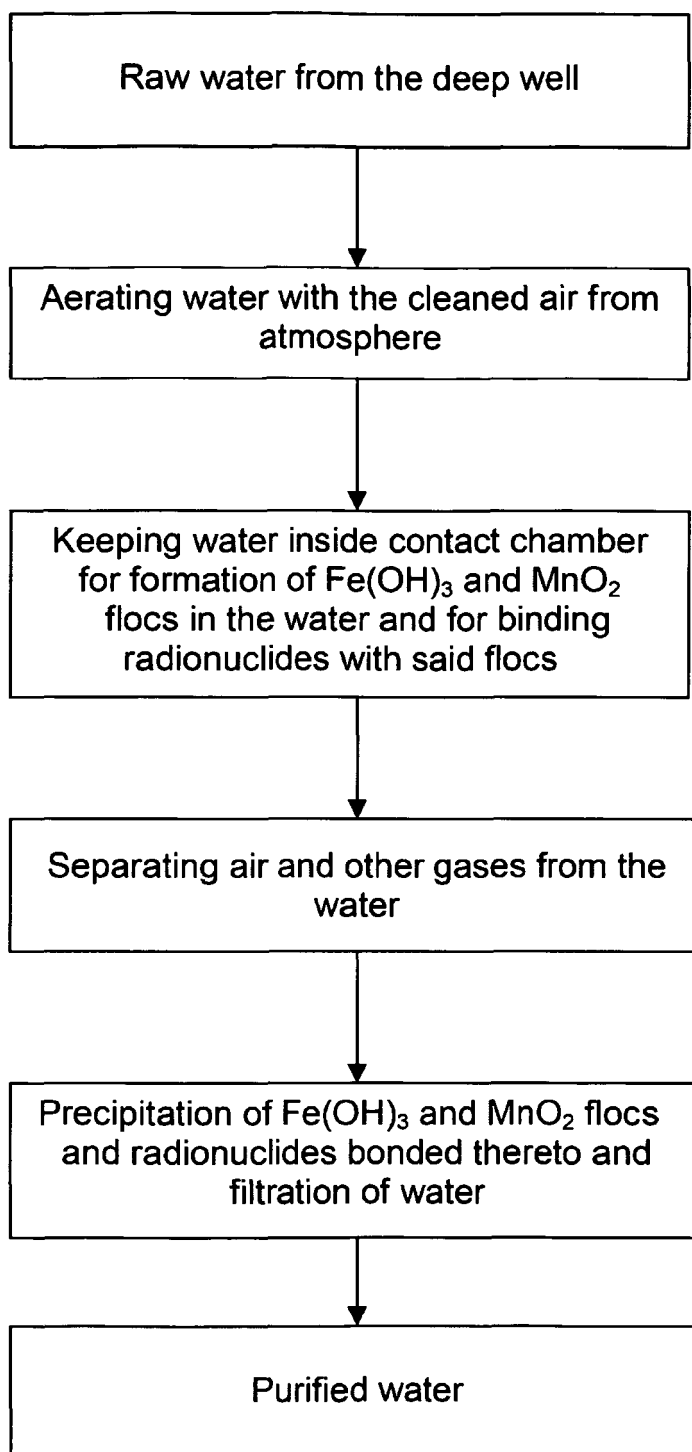 Raw water from the deep well
Aerating water with the cleaned air from
atmosphere
Keeping water inside contact chamber
for formation of Fe(OH)₃ and MnO₂
flocs in the water and for binding
radionuclides with said flocs
Separating air and other gases from the
water
Precipitation of Fe(OH)₃ and MnO₂ flocs
and radionuclides bonded thereto and
filtration of water
Purified water